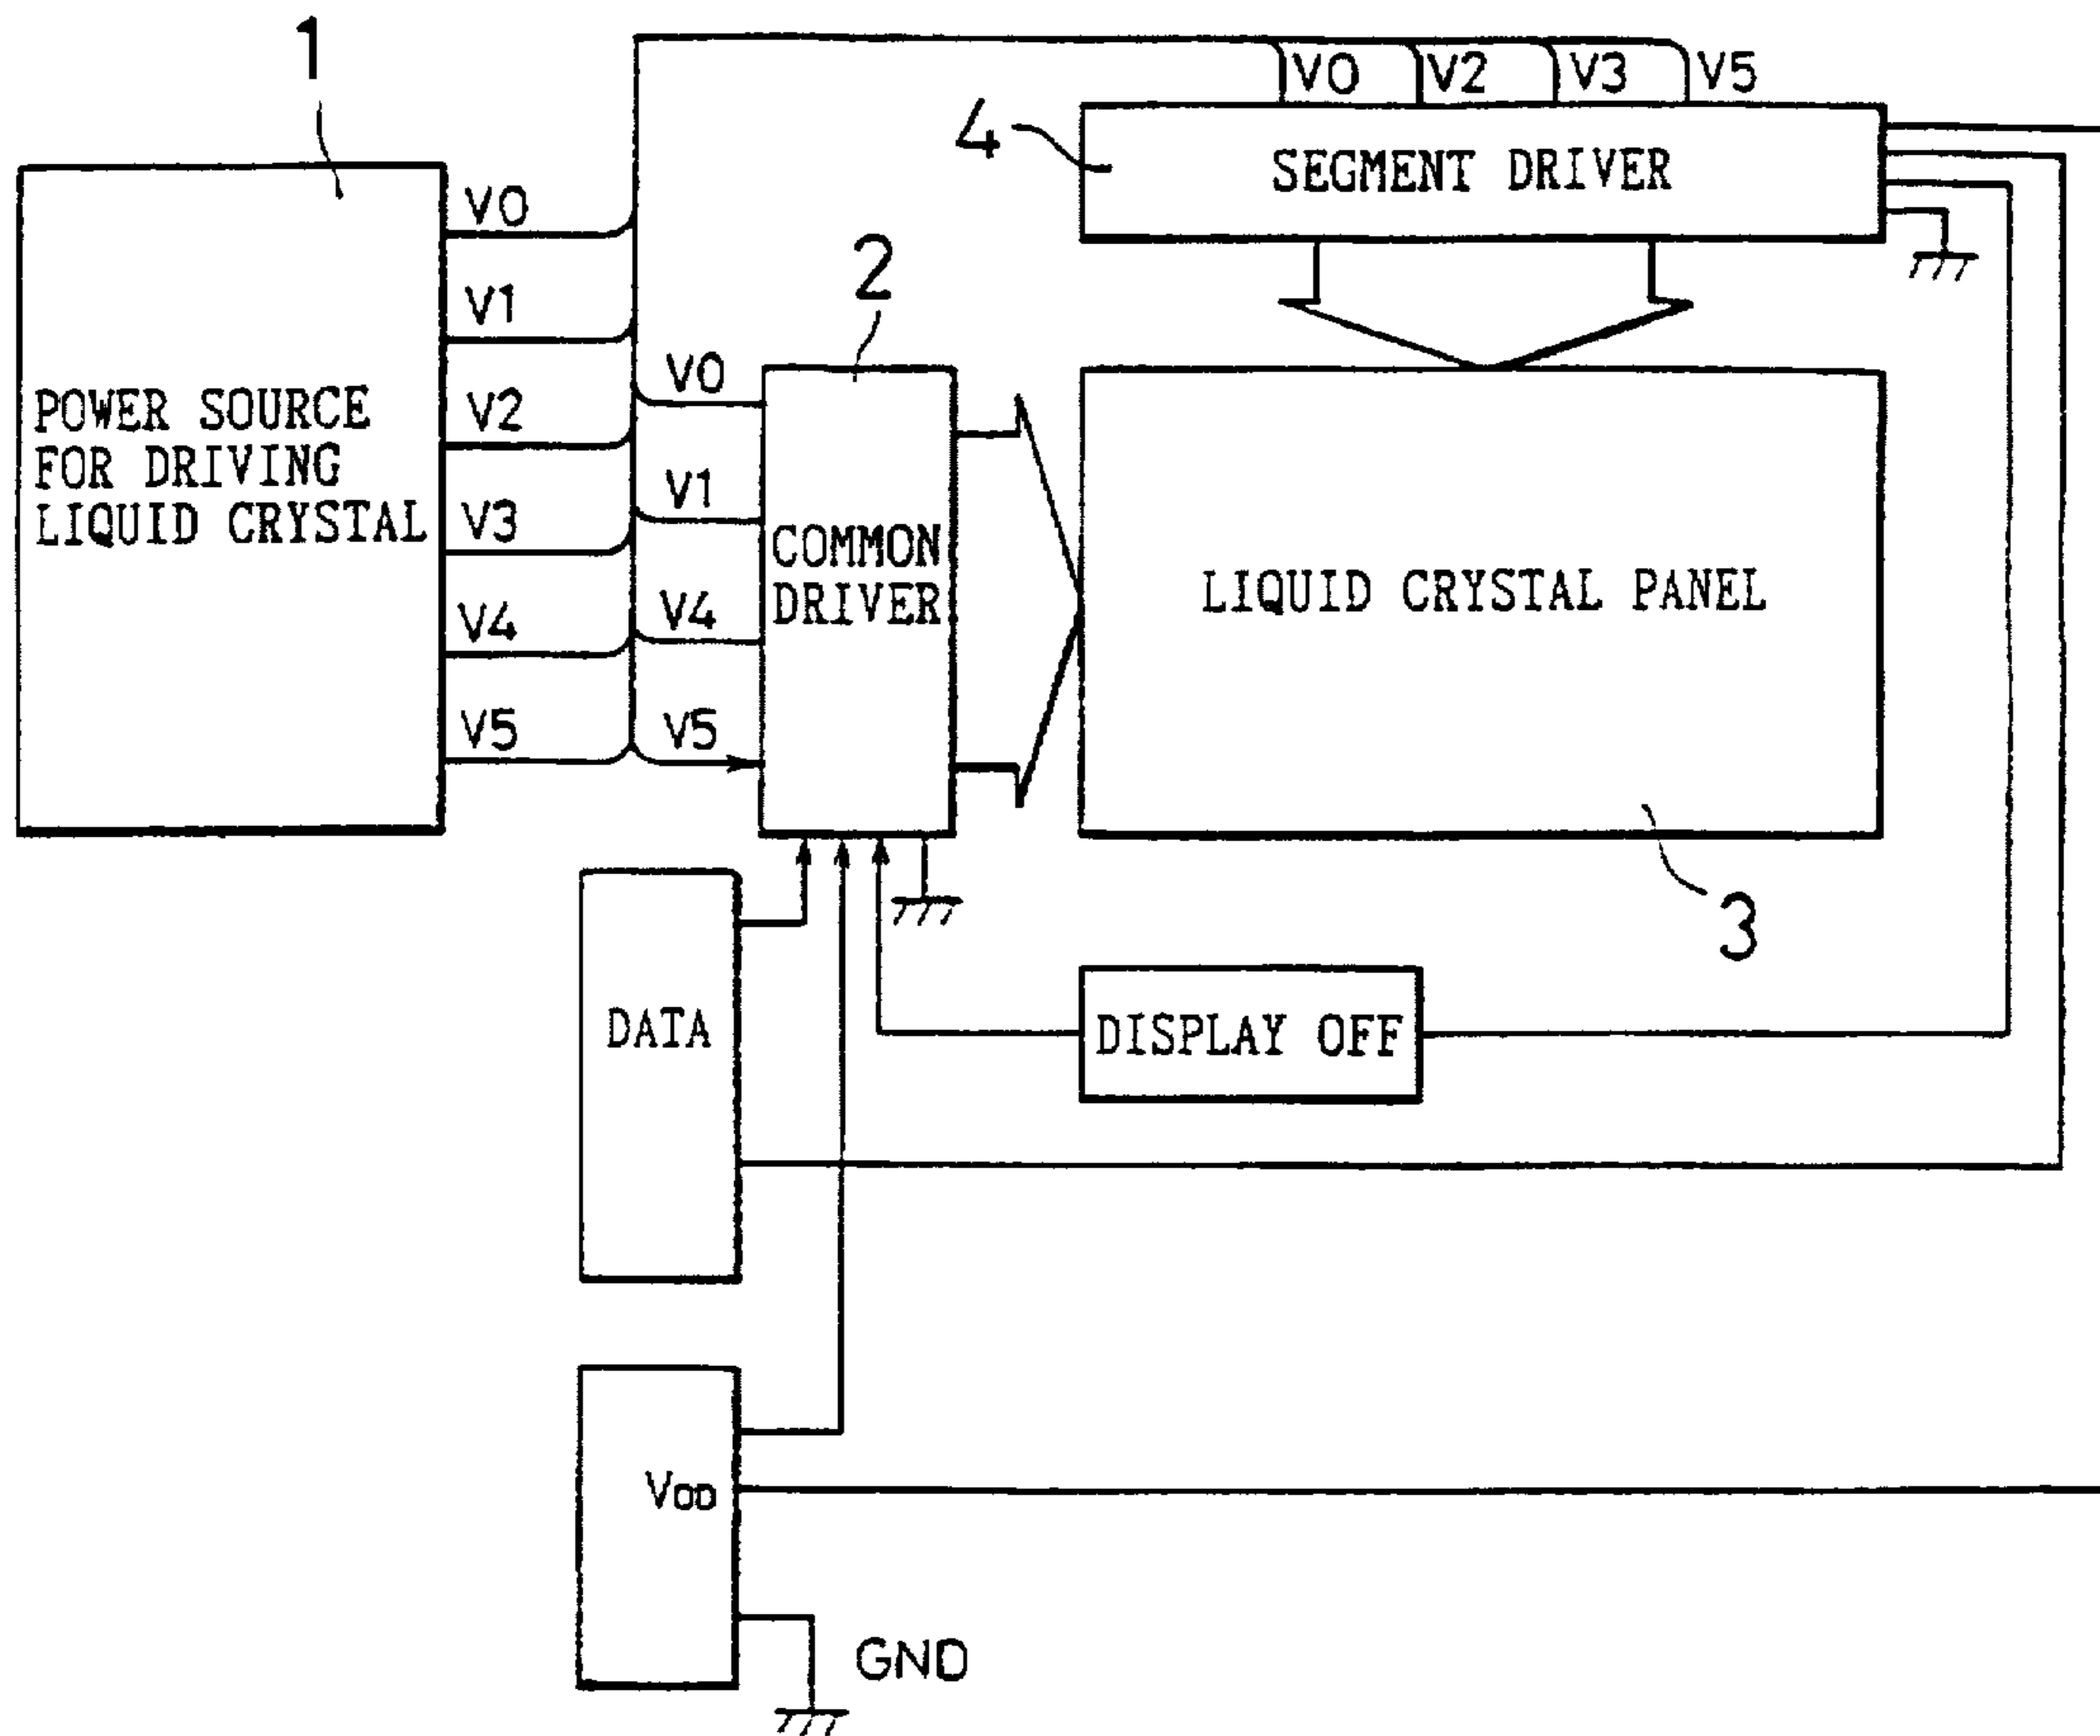 1
V0 V2 V3 V5
4
SEGMENT DRIVER
V0
V1
V2
V3
V4
V5
POWER SOURCE
FOR DRIVING
LIQUID CRYSTAL
2
V0
V1
V4
V5
COMMON
DRIVER
LIQUID CRYSTAL PANEL
3
DATA
DISPLAY OFF
VDD
GND